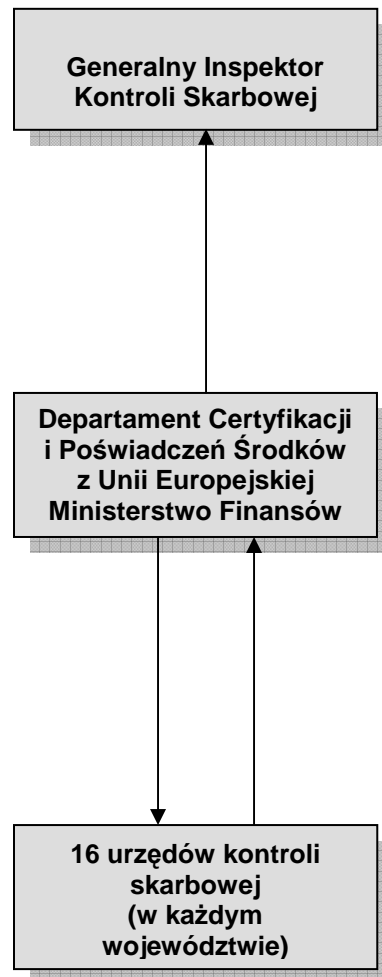 Generalny Inspektor
Kontroli Skarbowej
Departament Certyfikacji
i Poświadczeń Środków
z Unii Europejskiej
Ministerstwo Finansów
16 urzędów kontroli
skarbowej
(w każdym
województwie)